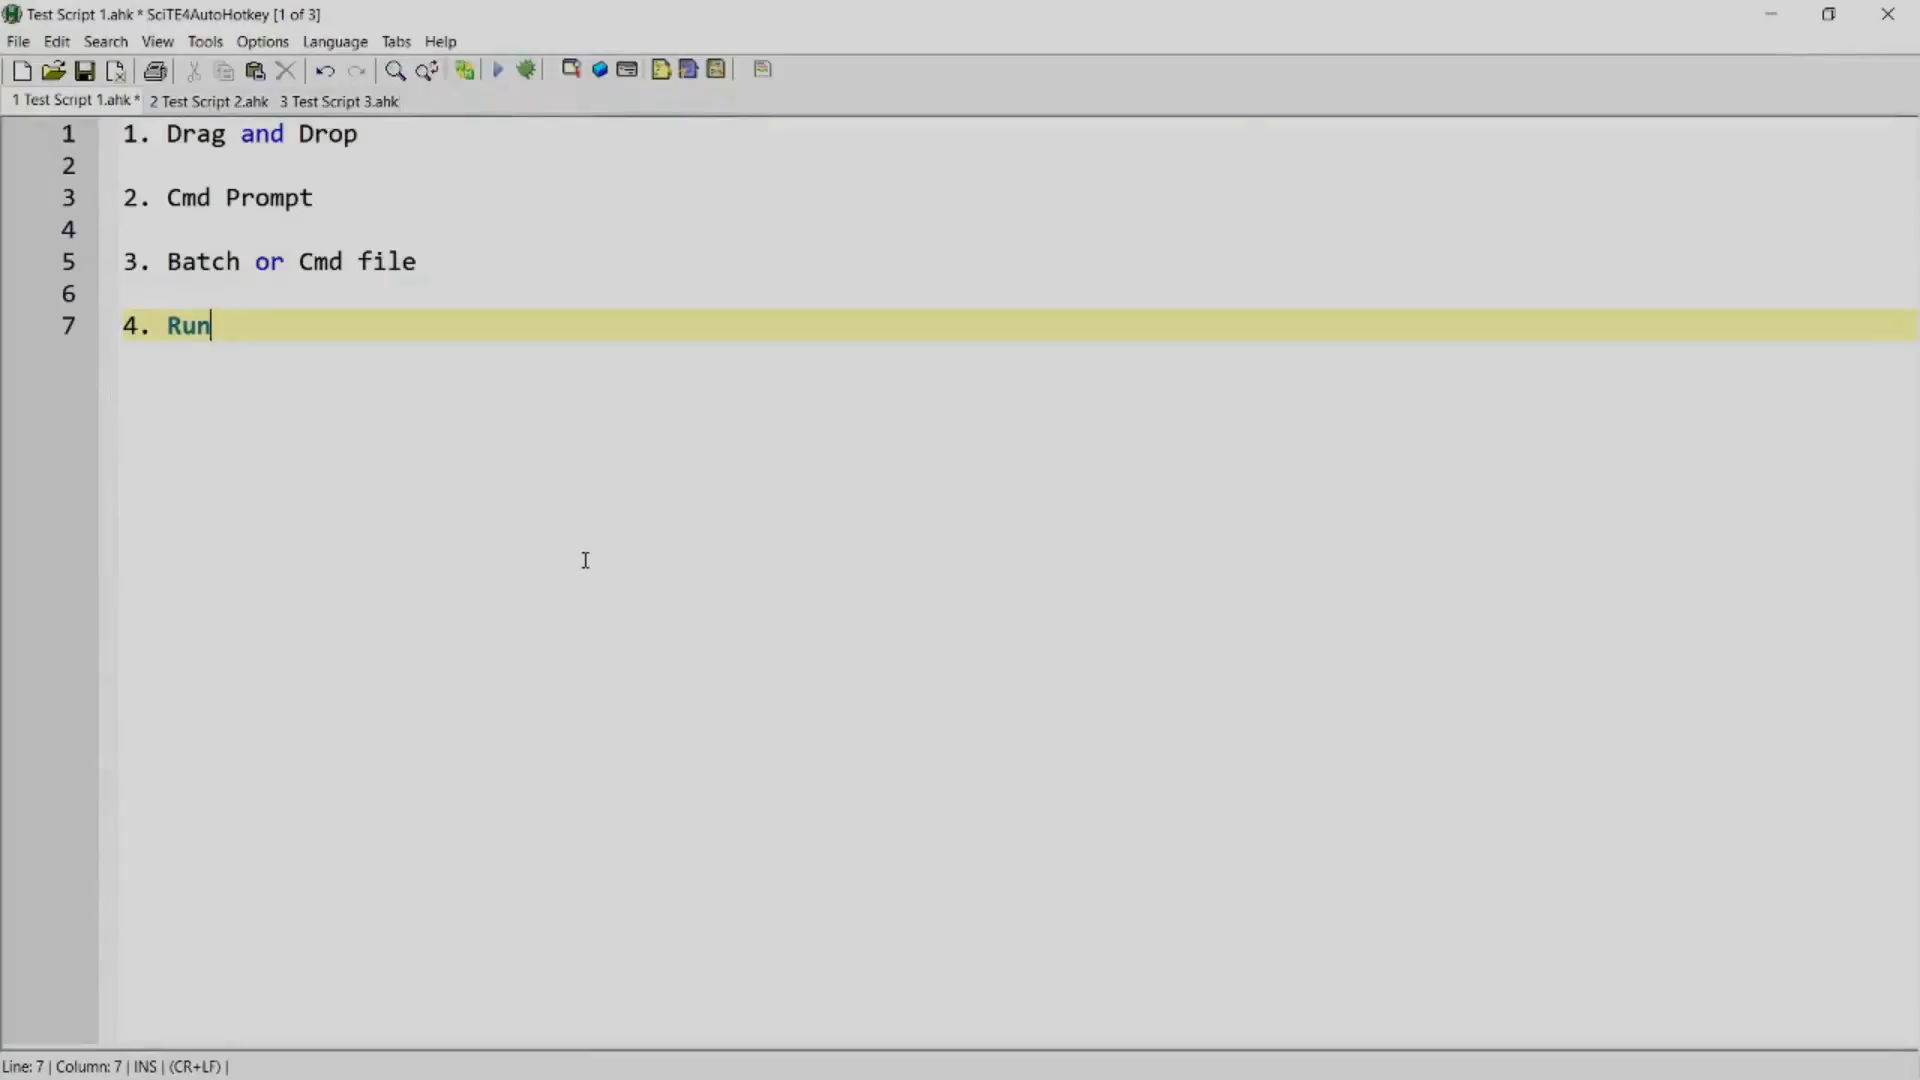 Test Script 1.ahk * SciTE4AutoHotkey [1 of 3]
File Edit Search View Tools Options Language Tabs Help
1 Test Script 1.ahk * 2 Test Script 2.ahk 3 Test Script 3.ahk
1 1. Drag and Drop
2
3 2. Cmd Prompt
4
5 3. Batch or Cmd file
6
7 4. Run
Line: 7 | Column: 7 | INS | (CR+LF) |